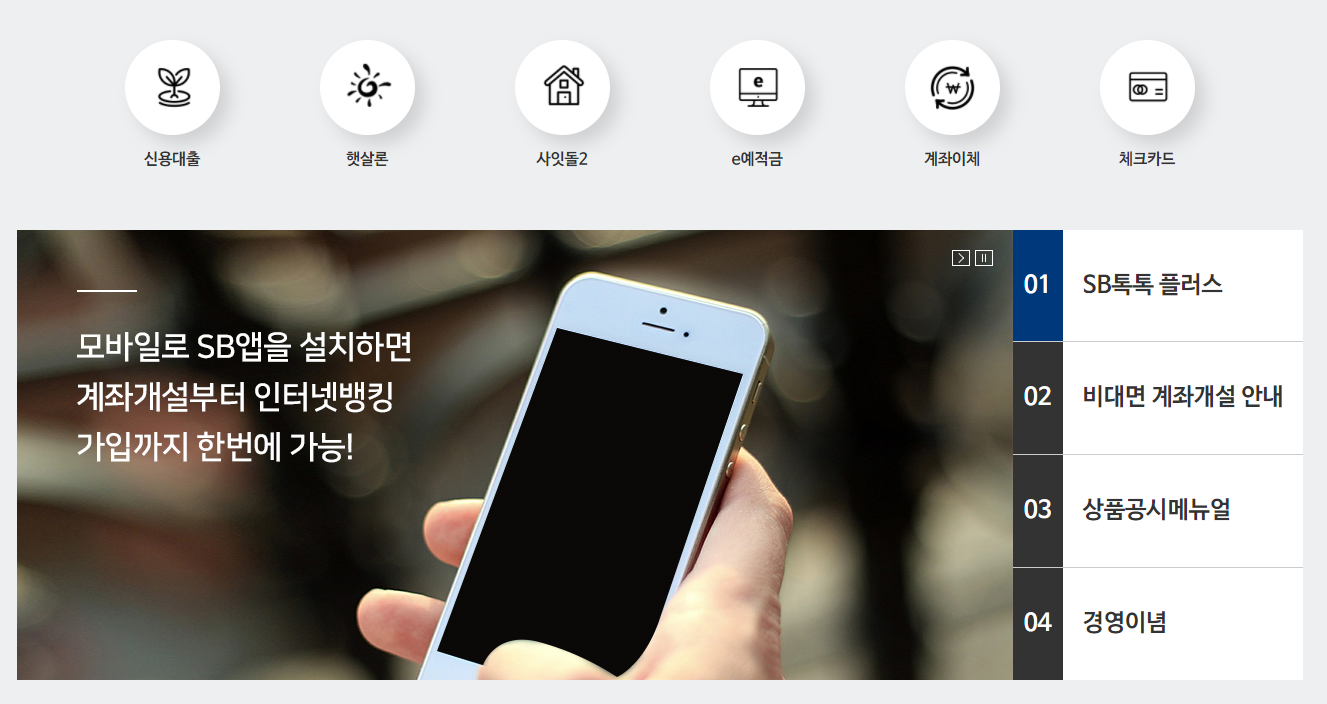 신용대출
햇살론
사잇돌2
e예적금
계좌이체
체크카드
모바일로 SB앱을 설치하면
계좌개설부터 인터넷뱅킹
가입까지 한번에 가능!
01 SB톡톡 플러스
02 비대면 계좌개설 안내
03 상품공시메뉴얼
04 경영이념